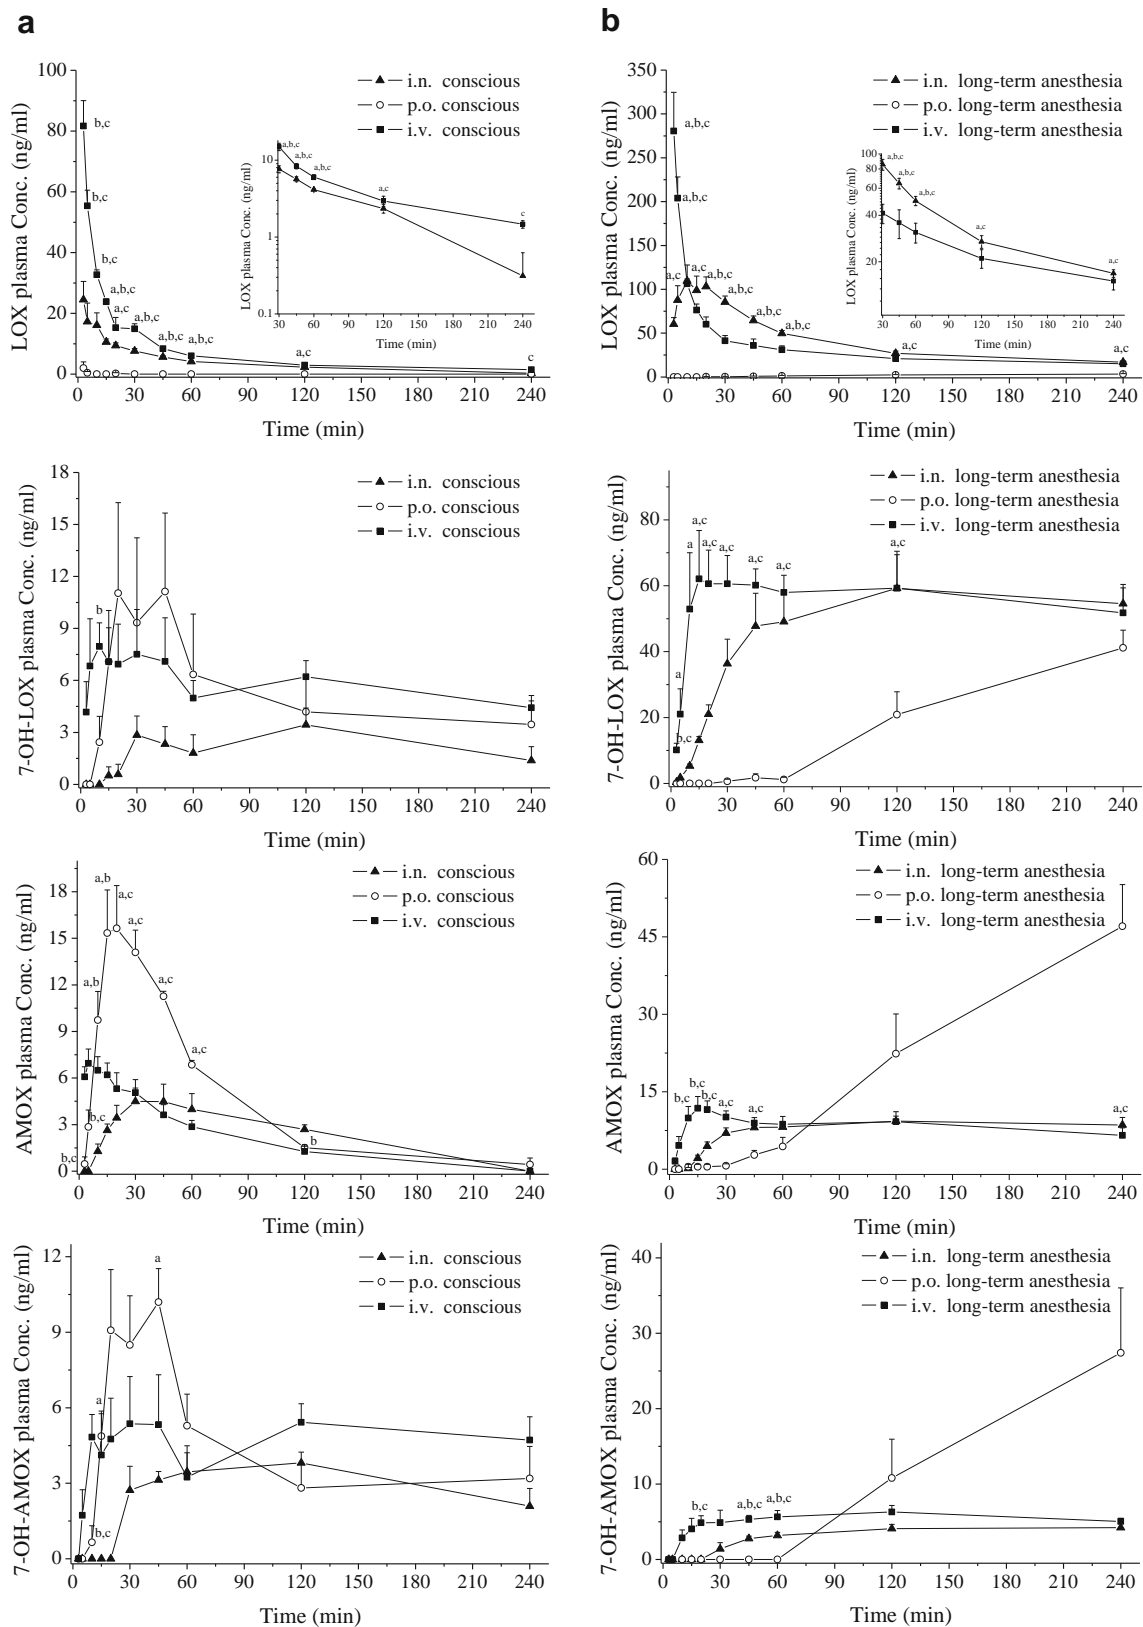 a
b
100
80
60
40
20
0
LOX plasma Conc. (ng/ml)
i.n. conscious
p.o. conscious
i.v. conscious
b,c
b,c
b,c
a,b,c
a,c
a,b,c
a,b,c
a,b,c
a,c
c
10
1
0.1
LOX plasma Conc. (ng/ml)
a,b,c
a,b,c
a,b,c
a,c
c
30 60 90 120 150 180 210 240
Time (min)
0 30 60 90 120 150 180 210 240
Time (min)
350
300
250
200
150
100
50
0
LOX plasma Conc. (ng/ml)
i.n. long-term anesthesia
p.o. long-term anesthesia
i.v. long-term anesthesia
a,b,c
a,b,c
a,c
a,b,c
a,b,c
a,b,c
a,b,c
a,b,c
a,c
a,c
100
80
60
40
20
LOX plasma Conc. (ng/ml)
a,b,c
a,b,c
a,b,c
a,c
a,c
30 60 90 120 150 180 210 240
Time (min)
0 30 60 90 120 150 180 210 240
Time (min)
18
15
12
9
6
3
0
7-OH-LOX plasma Conc. (ng/ml)
i.n. conscious
p.o. conscious
i.v. conscious
b
0 30 60 90 120 150 180 210 240
Time (min)
80
60
40
20
0
7-OH-LOX plasma Conc. (ng/ml)
i.n. long-term anesthesia
p.o. long-term anesthesia
i.v. long-term anesthesia
b,c
a
a
a,c
a,c
a,c
a,c
a,c
a,c
0 30 60 90 120 150 180 210 240
Time (min)
18
15
12
9
6
3
0
AMOX plasma Conc. (ng/ml)
i.n. conscious
p.o. conscious
i.v. conscious
b,c
b,c
a,b
a,b
a,c
a,c
a,c
a,c
b
0 30 60 90 120 150 180 210 240
Time (min)
60
45
30
15
0
AMOX plasma Conc. (ng/ml)
i.n. long-term anesthesia
p.o. long-term anesthesia
i.v. long-term anesthesia
b,c
b,c
b,c
a,c
a,c
a,c
0 30 60 90 120 150 180 210 240
Time (min)
12
9
6
3
0
7-OH-AMOX plasma Conc. (ng/ml)
i.n. conscious
p.o. conscious
i.v. conscious
b,c
a
a
0 30 60 90 120 150 180 210 240
Time (min)
40
30
20
10
0
7-OH-AMOX plasma Conc. (ng/ml)
i.n. long-term anesthesia
p.o. long-term anesthesia
i.v. long-term anesthesia
b,c
a,b,c
a,b,c
0 30 60 90 120 150 180 210 240
Time (min)